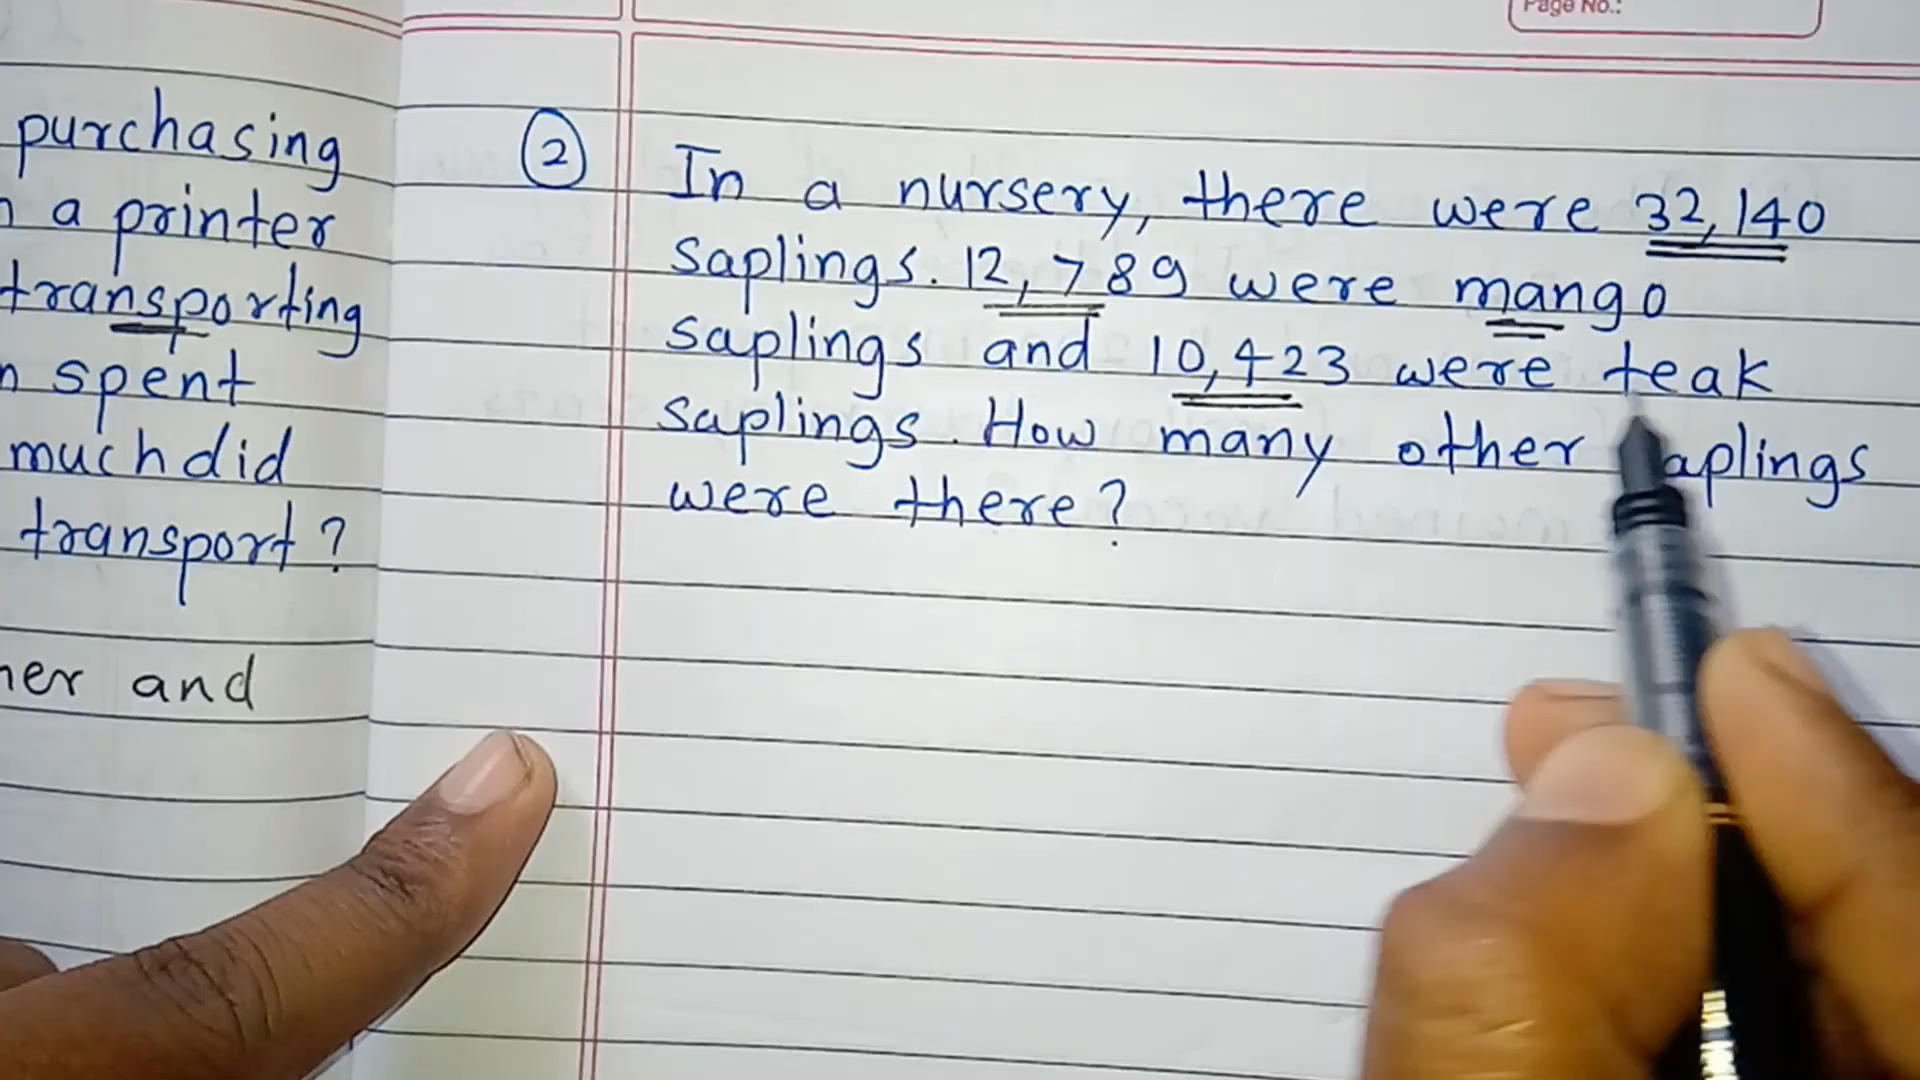 Page No.:
purchasing
a printer
transporting
spent
much did
transport?
and
2 In a nursery, there were 32,140
saplings. 12,789 were mango
saplings and 10,423 were teak
saplings. How many other aplings
were there?